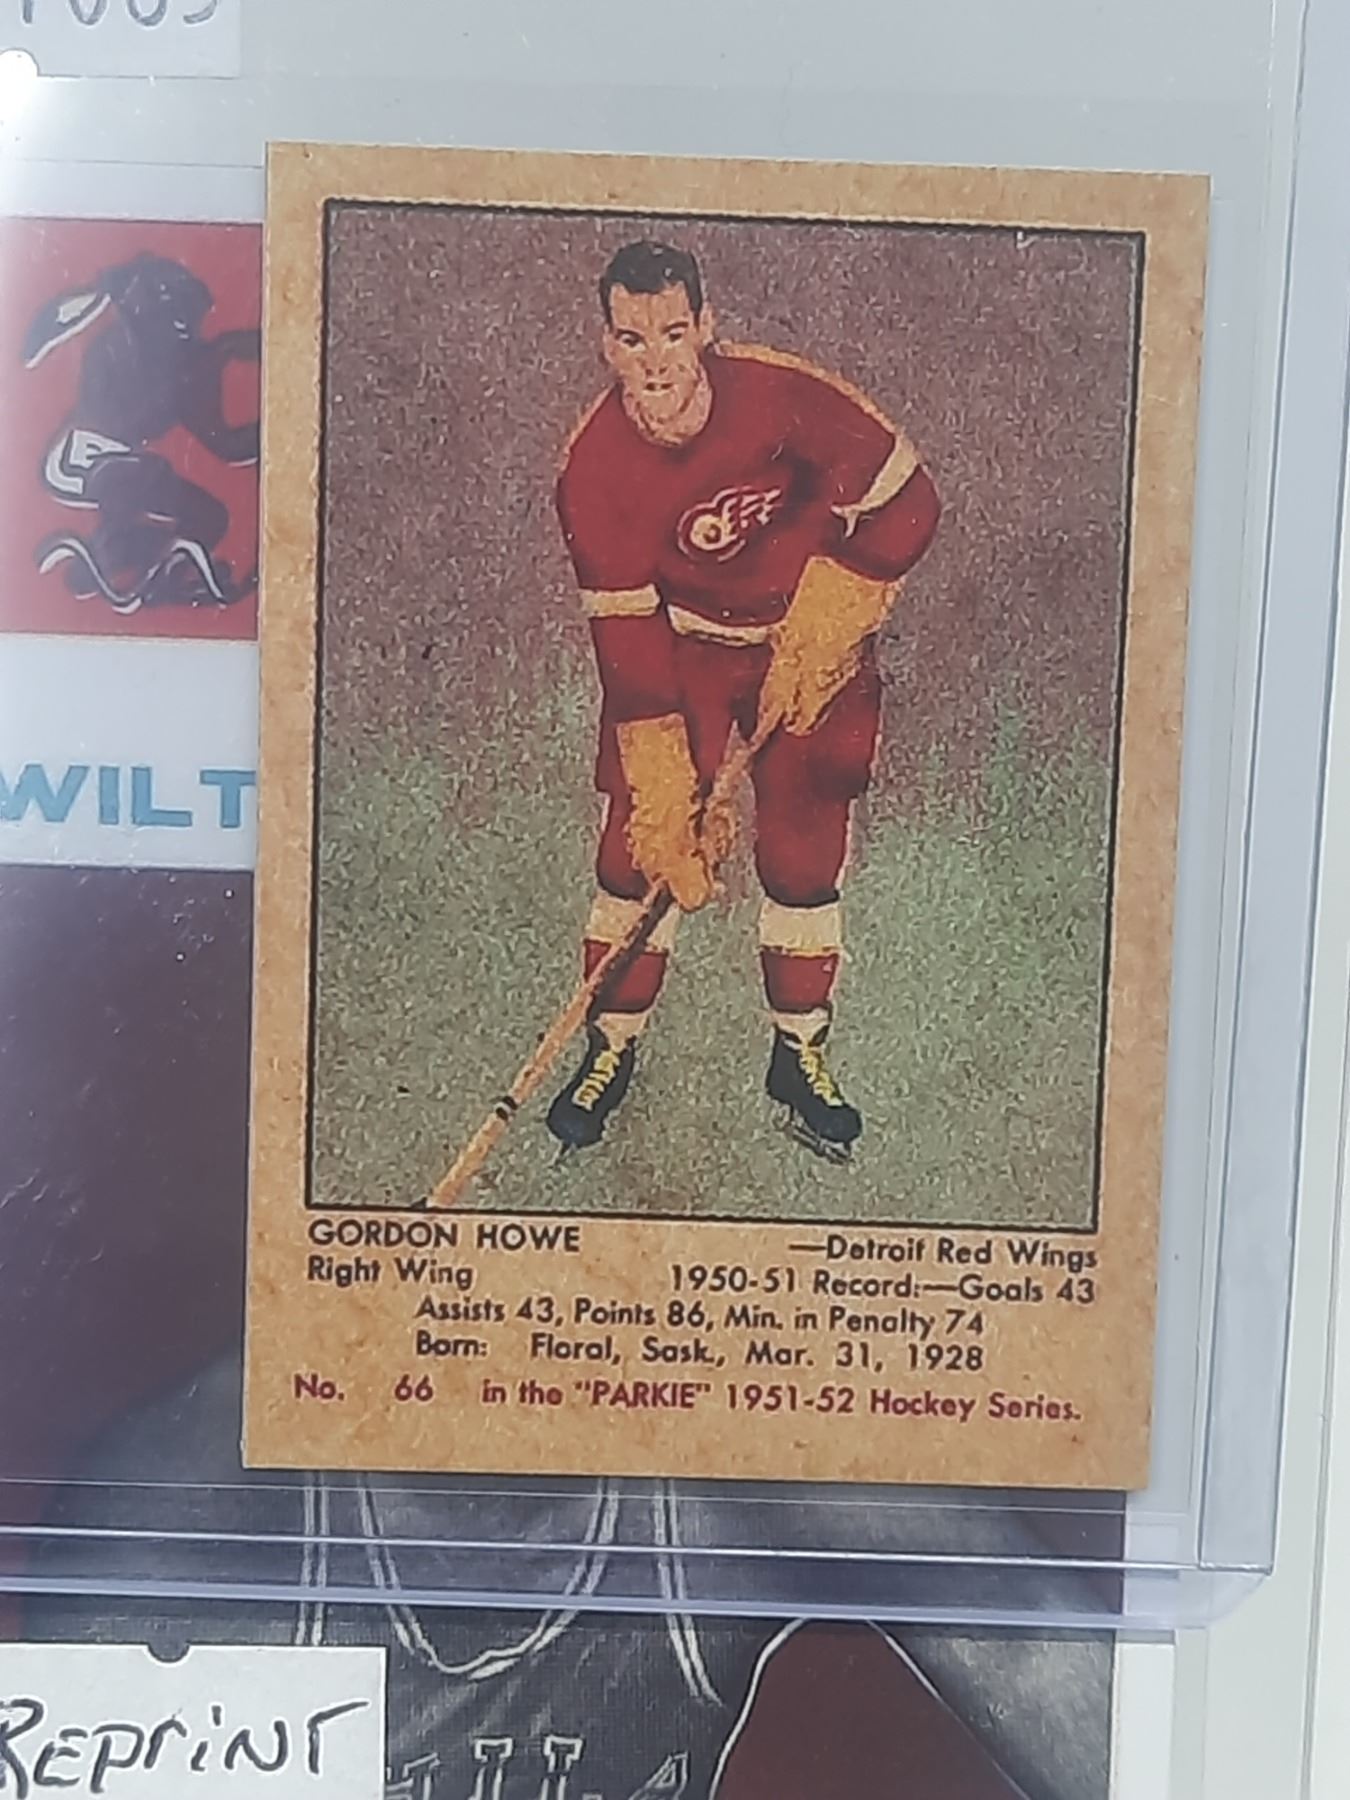 WILT
GORDON HOWE —Detroit Red Wings
Right Wing 1950-51 Record:—Goals 43
Assists 43, Points 86, Min. in Penalty 74
Born: Floral, Sask., Mar. 31, 1928
No. 66 in the "PARKIE" 1951-52 Hockey Series.
REPriNT